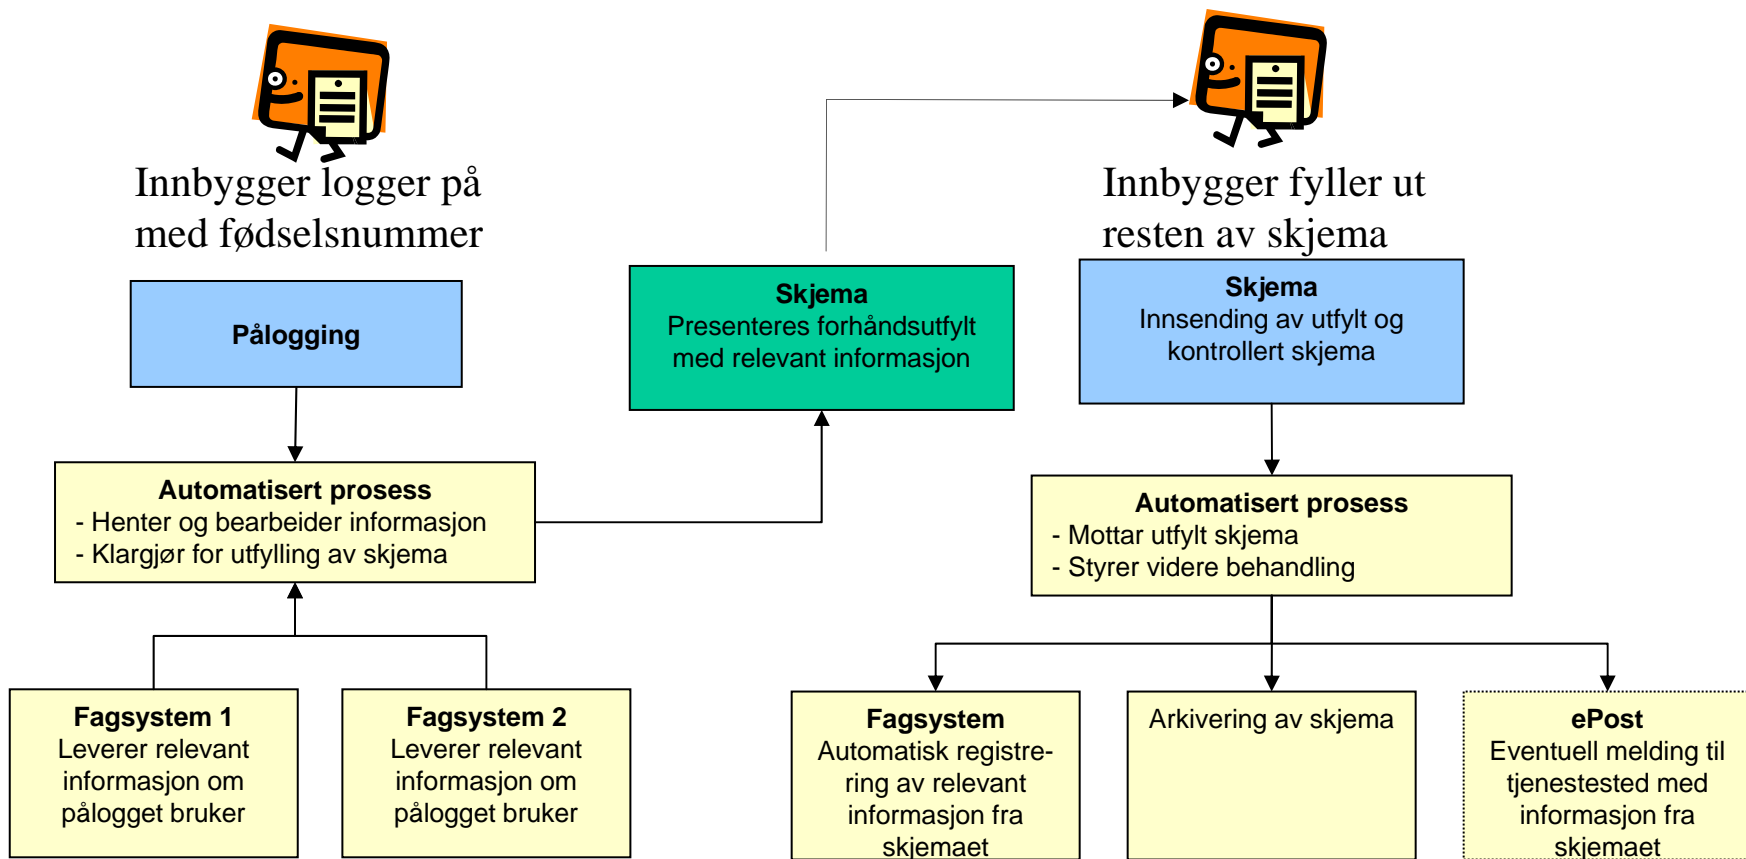 Innbygger logger på
med fødselsnummer
Pålogging
Automatisert prosess
- Henter og bearbeider informasjon
- Klargjør for utfylling av skjema
Fagsystem 1
Leverer relevant
informasjon om
pålogget bruker
Fagsystem 2
Leverer relevant
informasjon om
pålogget bruker
Skjema
Presenteres forhåndsutfylt
med relevant informasjon
Innbygger fyller ut
resten av skjema
Skjema
Innsending av utfylt og
kontrollert skjema
Automatisert prosess
- Mottar utfylt skjema
- Styrer videre behandling
Fagsystem
Automatisk registre-
ring av relevant
informasjon fra
skjemaet
Arkivering av skjema
ePost
Eventuell melding til
tjenestested med
informasjon fra
skjemaet